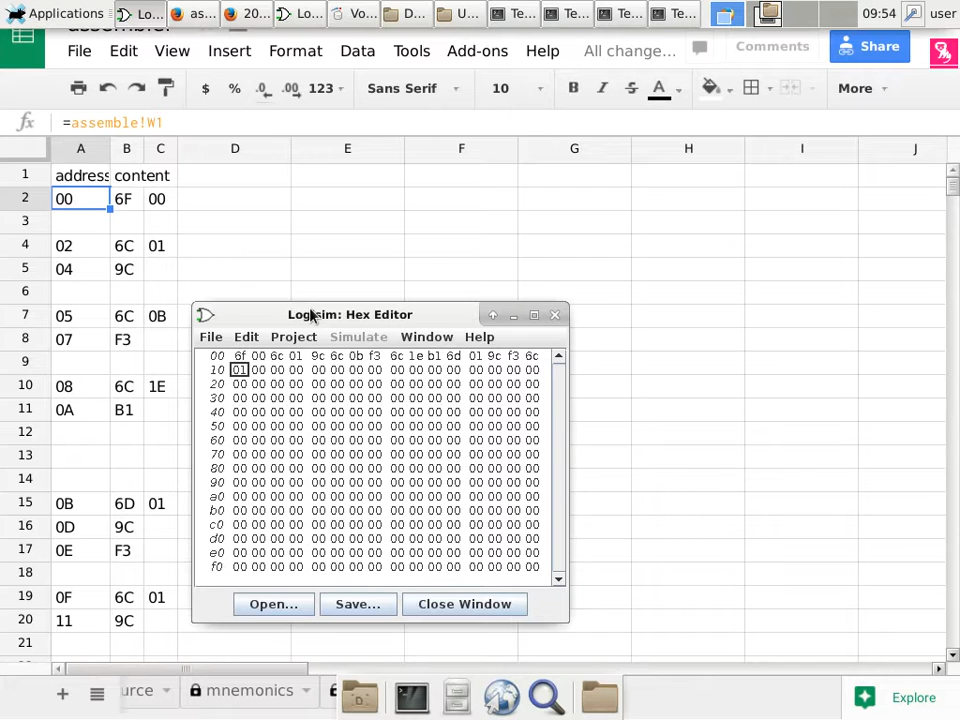 Applications Lo... as... 20... Lo... Vo... D... U... Te... Te... Te... Te... 09:54 user
File Edit View Insert Format Data Tools Add-ons Help All change... Comments Share
$ % .0 .00 123 Sans Serif 10 B I S A More
fx =assemble!W1
A B C D E F G H I J
1 address content
2 00 6F 00
3
4 02 6C 01
5 04 9C
6
7 05 6C 0B
8 07 F3
9
10 08 6C 1E
11 0A B1
12
13
14
15 0B 6D 01
16 0D 9C
17 0E F3
18
19 0F 6C 01
20 11 9C
21
Logisim: Hex Editor
File Edit Project Simulate Window Help
00 6f 00 6c 01 9c 6c 0b f3 6c 1e b1 6d 01 9c f3 6c
10 01 00 00 00 00 00 00 00 00 00 00 00 00 00 00 00
20 00 00 00 00 00 00 00 00 00 00 00 00 00 00 00 00
30 00 00 00 00 00 00 00 00 00 00 00 00 00 00 00 00
40 00 00 00 00 00 00 00 00 00 00 00 00 00 00 00 00
50 00 00 00 00 00 00 00 00 00 00 00 00 00 00 00 00
60 00 00 00 00 00 00 00 00 00 00 00 00 00 00 00 00
70 00 00 00 00 00 00 00 00 00 00 00 00 00 00 00 00
80 00 00 00 00 00 00 00 00 00 00 00 00 00 00 00 00
90 00 00 00 00 00 00 00 00 00 00 00 00 00 00 00 00
a0 00 00 00 00 00 00 00 00 00 00 00 00 00 00 00 00
b0 00 00 00 00 00 00 00 00 00 00 00 00 00 00 00 00
c0 00 00 00 00 00 00 00 00 00 00 00 00 00 00 00 00
d0 00 00 00 00 00 00 00 00 00 00 00 00 00 00 00 00
e0 00 00 00 00 00 00 00 00 00 00 00 00 00 00 00 00
f0 00 00 00 00 00 00 00 00 00 00 00 00 00 00 00 00
Open... Save... Close Window
urce mnemonics Explore